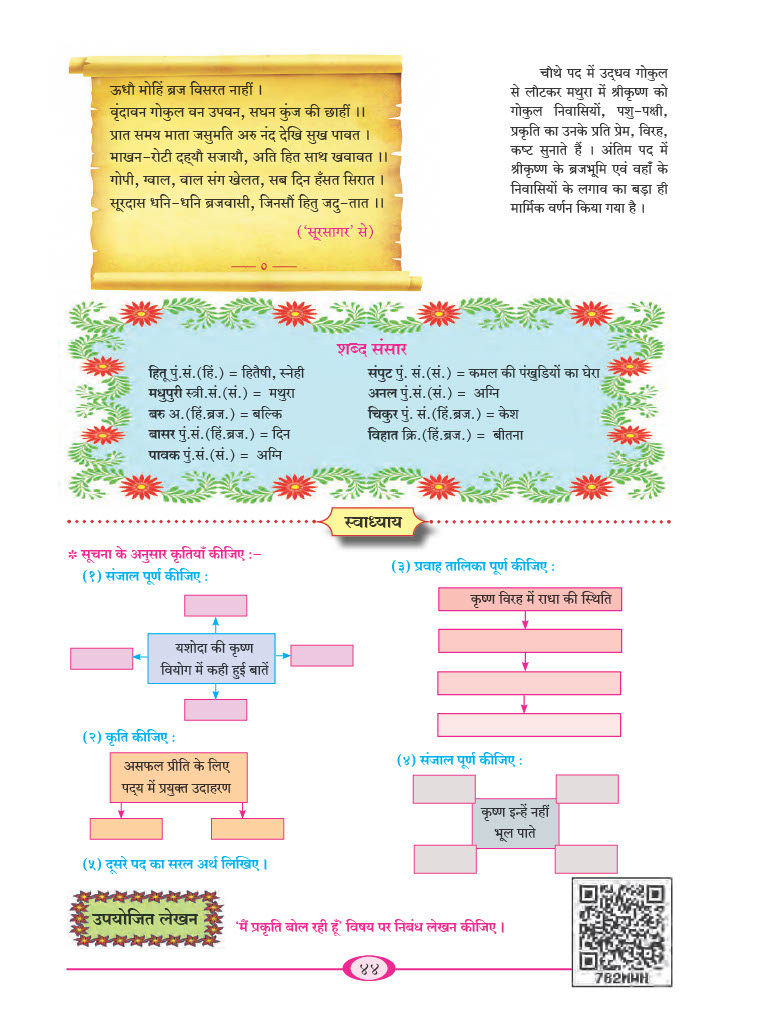 ऊधौ मोहिं ब्रज विसरत नाहीं ।
वृंदावन गोकुल वन उपवन, सघन कुंज की छाहीं ।।
प्रात समय माता जसुमति अरु नंद देखि सुख पावत ।
माखन-रोटी दह्यौ सजायौ, अति हित साथ खवावत ।।
गोपी, ग्वाल, बाल संग खेलत, सब दिन हँसत सिरात ।
सूरदास धनि-धनि ब्रजवासी, जिनसौं हितु जदु-तात ।।
('सूरसागर' से)
०
चौथे पद में उद्धव गोकुल
से लौटकर मथुरा में श्रीकृष्ण को
गोकुल निवासियों, पशु-पक्षी,
प्रकृति का उनके प्रति प्रेम, विरह,
कष्ट सुनाते हैं । अंतिम पद में
श्रीकृष्ण के ब्रजभूमि एवं वहाँ के
निवासियों के लगाव का बड़ा ही
मार्मिक वर्णन किया गया है ।
शब्द संसार
हितू पुं.सं.(हिं.) = हितैषी, स्नेही
मधुपुरी स्त्री.सं.(सं.) = मथुरा
बरु अ.(हिं.ब्रज.) = बल्कि
बासर पुं.सं.(हिं.ब्रज.) = दिन
पावक पुं.सं.(सं.) = अग्नि
संपुट पुं. सं.(सं.) = कमल की पंखुडियों का घेरा
अनल पुं.सं.(सं.) = अग्नि
चिकुर पुं. सं.(हिं.ब्रज.) = केश
विहात क्रि.(हिं.ब्रज.) = बीतना
स्वाध्याय
* सूचना के अनुसार कृतियाँ कीजिए :-
(१) संजाल पूर्ण कीजिए :
यशोदा की कृष्ण
वियोग में कही हुई बातें
(२) कृति कीजिए :
असफल प्रीति के लिए
पद्य में प्रयुक्त उदाहरण
(३) प्रवाह तालिका पूर्ण कीजिए :
कृष्ण विरह में राधा की स्थिति
(४) संजाल पूर्ण कीजिए :
कृष्ण इन्हें नहीं
भूल पाते
(५) दूसरे पद का सरल अर्थ लिखिए ।
उपयोजित लेखन
'मैं प्रकृति बोल रही हूँ' विषय पर निबंध लेखन कीजिए ।
४४
782MWH